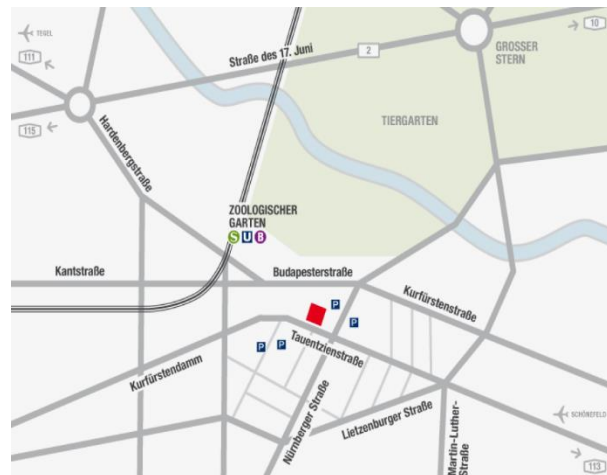 TEGEL
111
115
Straße des 17. Juni
2
10
GROSSER
STERN
TIERGARTEN
Hardenbergstraße
ZOOLOGISCHER
GARTEN
S U B
Kantstraße
Budapesterstraße
Kurfürstenstraße
P
P
P P
Tauentzienstraße
Kurfürstendamm
Nürnberger Straße
Lietzenburger Straße
Martin-Luther-
Straße
SCHÖNEFELD
113